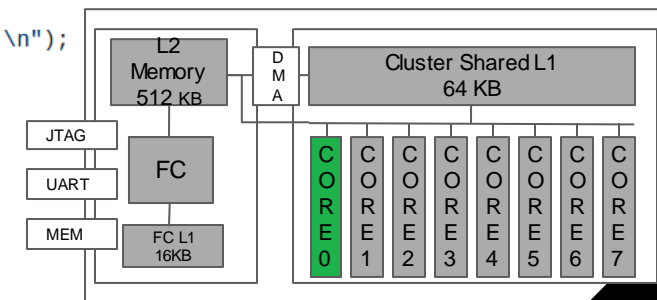 \n");
L2
Memory
512 KB
D
M
A
Cluster Shared L1
64 KB
JTAG
UART
MEM
FC
FC L1
16KB
C
O
R
E
0
C
O
R
E
1
C
O
R
E
2
C
O
R
E
3
C
O
R
E
4
C
O
R
E
5
C
O
R
E
6
C
O
R
E
7